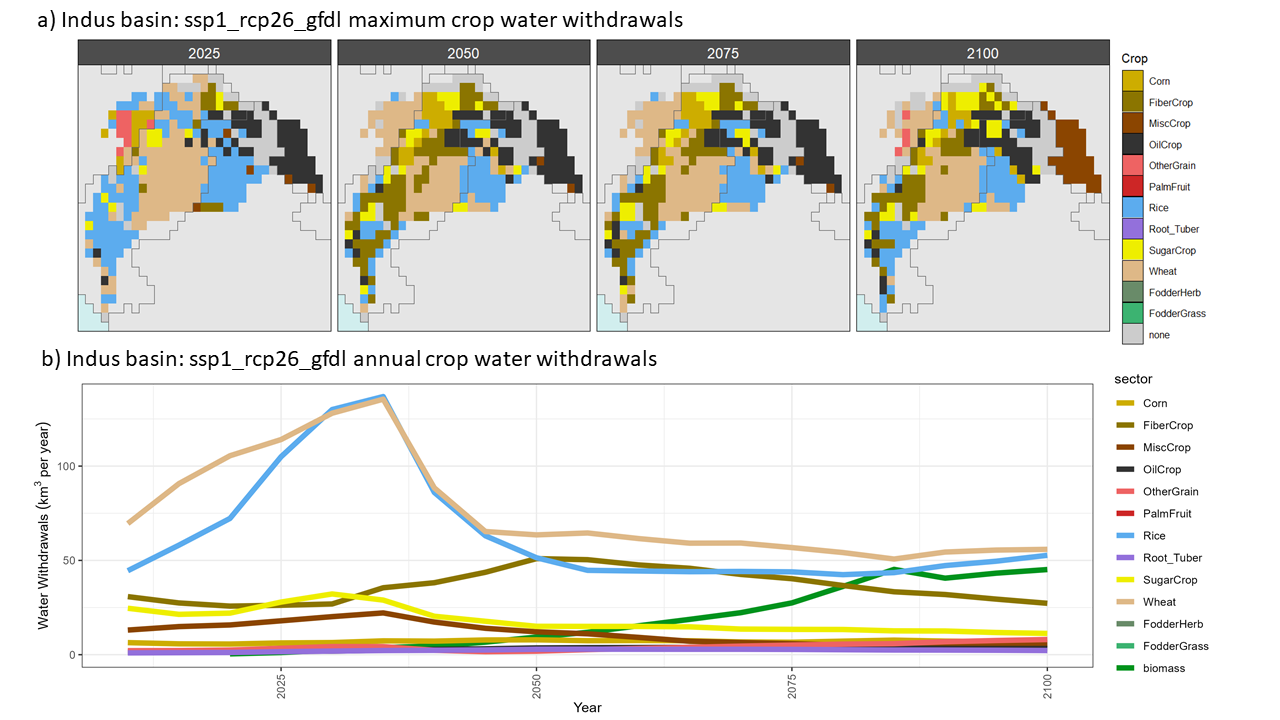 a) Indus basin: ssp1_rcp26_gfdl maximum crop water withdrawals
2025
2050
2075
2100
Crop
Corn
FiberCrop
MiscCrop
OilCrop
OtherGrain
PalmFruit
Rice
Root_Tuber
SugarCrop
Wheat
FodderHerb
FodderGrass
none
b) Indus basin: ssp1_rcp26_gfdl annual crop water withdrawals
Water Withdrawals (km³ per year)
100
50
0
2025
2050
2075
2100
Year
sector
Corn
FiberCrop
MiscCrop
OilCrop
OtherGrain
PalmFruit
Rice
Root_Tuber
SugarCrop
Wheat
FodderHerb
FodderGrass
biomass